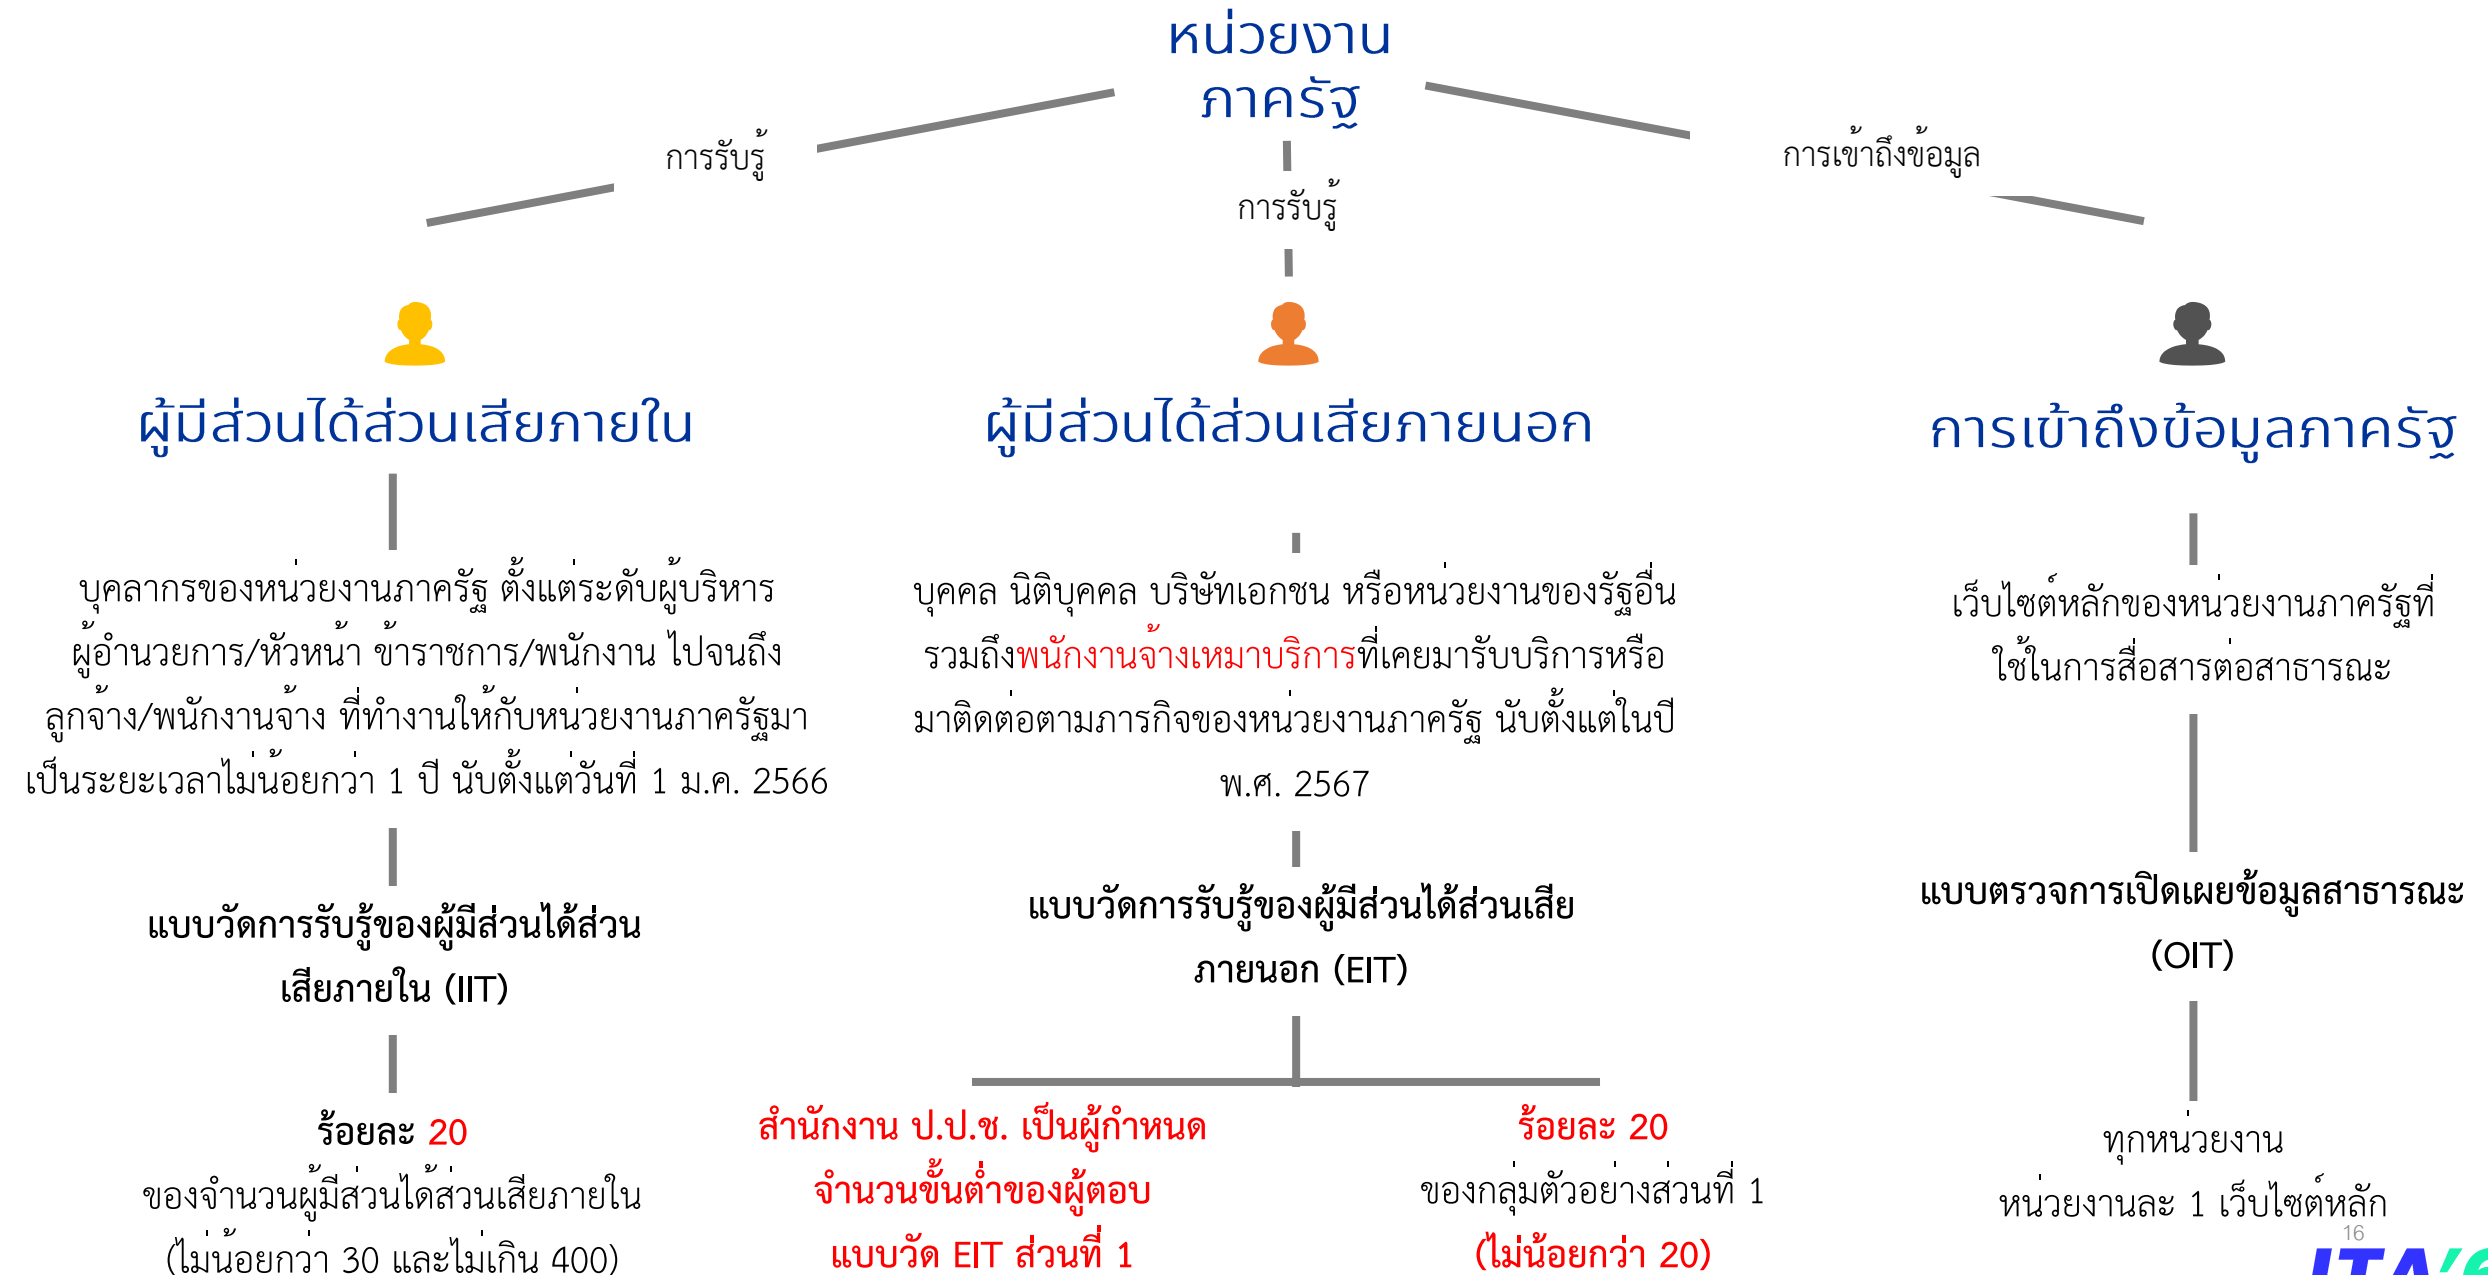 หน่วยงาน
ภาครัฐ
การรับรู้
การรับรู้
การเข้าถึงข้อมูล
ผู้มีส่วนได้ส่วนเสียภายใน
บุคลากรของหน่วยงานภาครัฐ ตั้งแต่ระดับผู้บริหาร
ผู้อำนวยการ/หัวหน้า ข้าราชการ/พนักงาน ไปจนถึง
ลูกจ้าง/พนักงานจ้าง ที่ทำงานให้กับหน่วยงานภาครัฐมา
เป็นระยะเวลาไม่น้อยกว่า 1 ปี นับตั้งแต่วันที่ 1 ม.ค. 2566
แบบวัดการรับรู้ของผู้มีส่วนได้ส่วน
เสียภายใน (IIT)
ร้อยละ 20
ของจำนวนผู้มีส่วนได้ส่วนเสียภายใน
(ไม่น้อยกว่า 30 และไม่เกิน 400)
ผู้มีส่วนได้ส่วนเสียภายนอก
บุคคล นิติบุคคล บริษัทเอกชน หรือหน่วยงานของรัฐอื่น
รวมถึงพนักงานจ้างเหมาบริการที่เคยมารับบริการหรือ
มาติดต่อตามภารกิจของหน่วยงานภาครัฐ นับตั้งแต่ในปี
พ.ศ. 2567
แบบวัดการรับรู้ของผู้มีส่วนได้ส่วนเสีย
ภายนอก (EIT)
สำนักงาน ป.ป.ช. เป็นผู้กำหนด
จำนวนขั้นต่ำของผู้ตอบ
แบบวัด EIT ส่วนที่ 1
ร้อยละ 20
ของกลุ่มตัวอย่างส่วนที่ 1
(ไม่น้อยกว่า 20)
การเข้าถึงข้อมูลภาครัฐ
เว็บไซต์หลักของหน่วยงานภาครัฐที่
ใช้ในการสื่อสารต่อสาธารณะ
แบบตรวจการเปิดเผยข้อมูลสาธารณะ
(OIT)
ทุกหน่วยงาน
หน่วยงานละ 1 เว็บไซต์หลัก
16
ITA